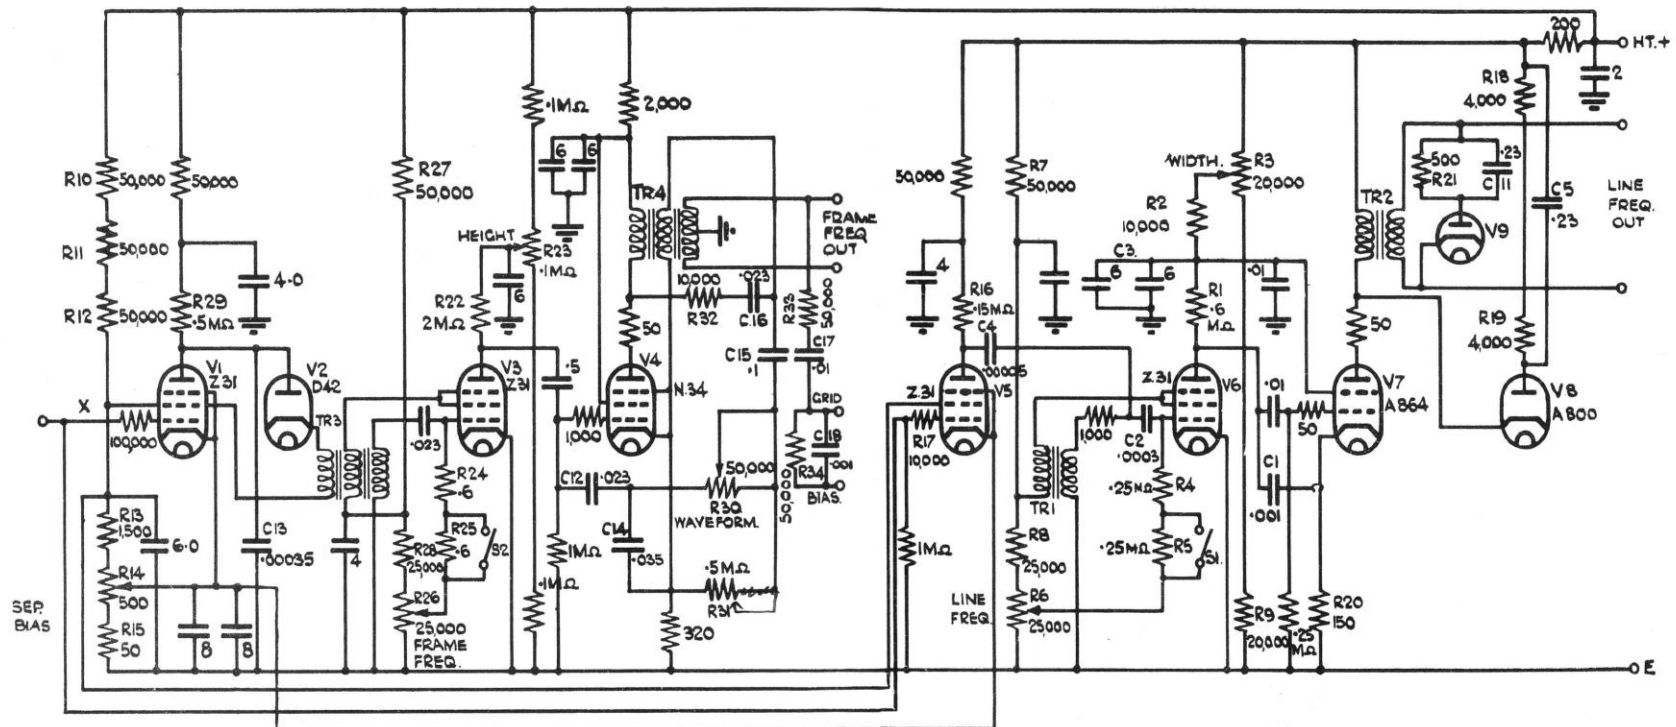 200
HT.+
2
R18
4,000
·1MΩ
2,000
R10
50,000
50,000
R27
50,000
6
6
50,000
R7
50,000
WIDTH.
R3
20,000
500
R21
·23
C
11
R2
10,000
C5
·23
LINE
FREQ.
OUT
TR4
FRAME
FREQ
OUT
TR2
V9
R11
50,000
HEIGHT
R23
·1MΩ
4·0
6
4
C3.
6
6
·01
R12
50,000
R29
·5MΩ
R22
2MΩ
10,000
R32
·023
C.16
R33
50,000
R16
·15MΩ
R1
·6
MΩ
R19
4,000
50
50
V1
Z31
V2
D42
V3
Z31
·5
V4
N.34
C15
·1
C17
·01
C4
·00005
Z.31
V5
Z.31
V6
V7
A864
V8
A800
X
100,000
TR3
·023
1,000
GRID
C.18
·001
R34
50,000
BIAS.
R17
10,000
1,000
C2
·0003
·01
50
R24
·6
C12
·023
50,000
R30
WAVEFORM.
TR1
R4
·25MΩ
C1
·001
R13
1,500
6·0
C13
·00035
4
R28
25,000
R25
·6
S2
1MΩ
C14
·035
1MΩ
R8
25,000
·25MΩ
R5
S1.
R14
500
R26
25,000
FRAME
FREQ.
·5MΩ
R31
LINE
FREQ.
R6
25,000
SEP.
BIAS
R15
50
8
8
·1MΩ
320
R9
20,000
·25
MΩ
R20
150
E